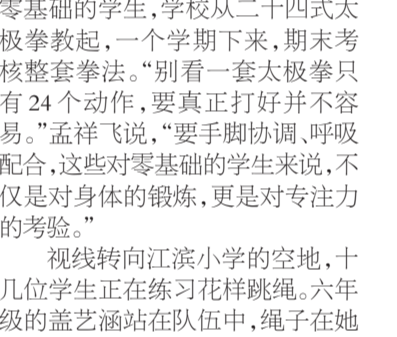 零基础的学生，学校从二十四式太
极拳教起，一个学期下来，期末考
核整套拳法。“别看一套太极拳只
有24个动作，要真正打好并不容
易。”孟祥飞说，“要手脚协调、呼吸
配合，这些对零基础的学生来说，不
仅是对身体的锻炼，更是对专注力
的考验。”
视线转向江滨小学的空地，十
几位学生正在练习花样跳绳。六年
级的盖艺涵站在队伍中，绳子在她